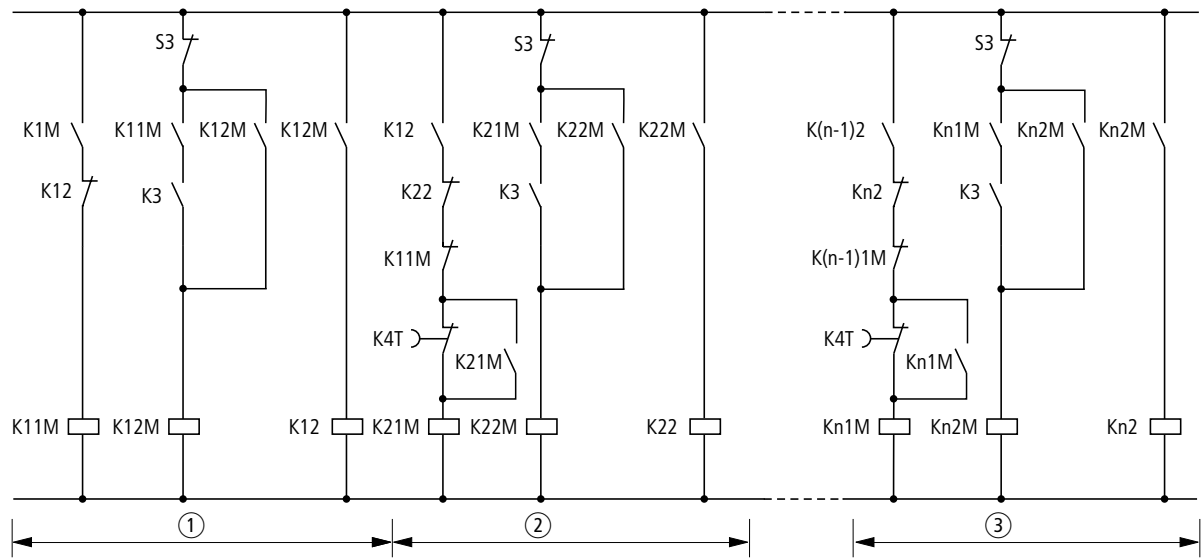 S3 S3 S3
K1M K11M K12M K12M K12 K21M K22M K22M K(n-1)2 Kn1M Kn2M Kn2M
K12 K3 K22 K3 Kn2 K3
K11M K(n-1)1M
K4T K21M K4T Kn1M
K11M K12M K12 K21M K22M K22 Kn1M Kn2M Kn2
① ② ③